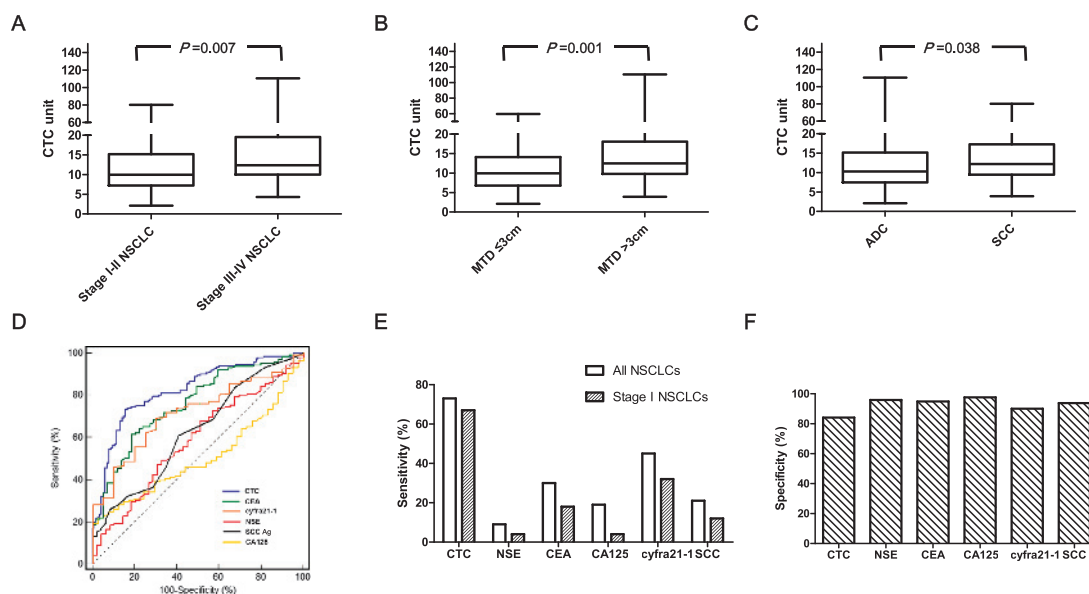 A
P=0.007
CTC unit
140
120
100
80
60
20
15
10
5
0
Stage I-II NSCLC
Stage III-IV NSCLC
B
P=0.001
CTC unit
140
120
100
80
60
20
15
10
5
0
MTD ≤3cm
MTD >3cm
C
P=0.038
CTC unit
140
120
100
80
60
20
15
10
5
0
ADC
SCC
D
Sensitivity (%)
100
80
60
40
20
0
CTC
CEA
cyfra21-1
NSE
SCC Ag
CA125
0 20 40 60 80 100
100-Specificity (%)
E
Sensitivity (%)
80
60
40
20
0
All NSCLCs
Stage I NSCLCs
CTC NSE CEA CA125 cyfra21-1 SCC
F
Specificity (%)
100
80
60
40
20
0
CTC NSE CEA CA125 cyfra21-1 SCC